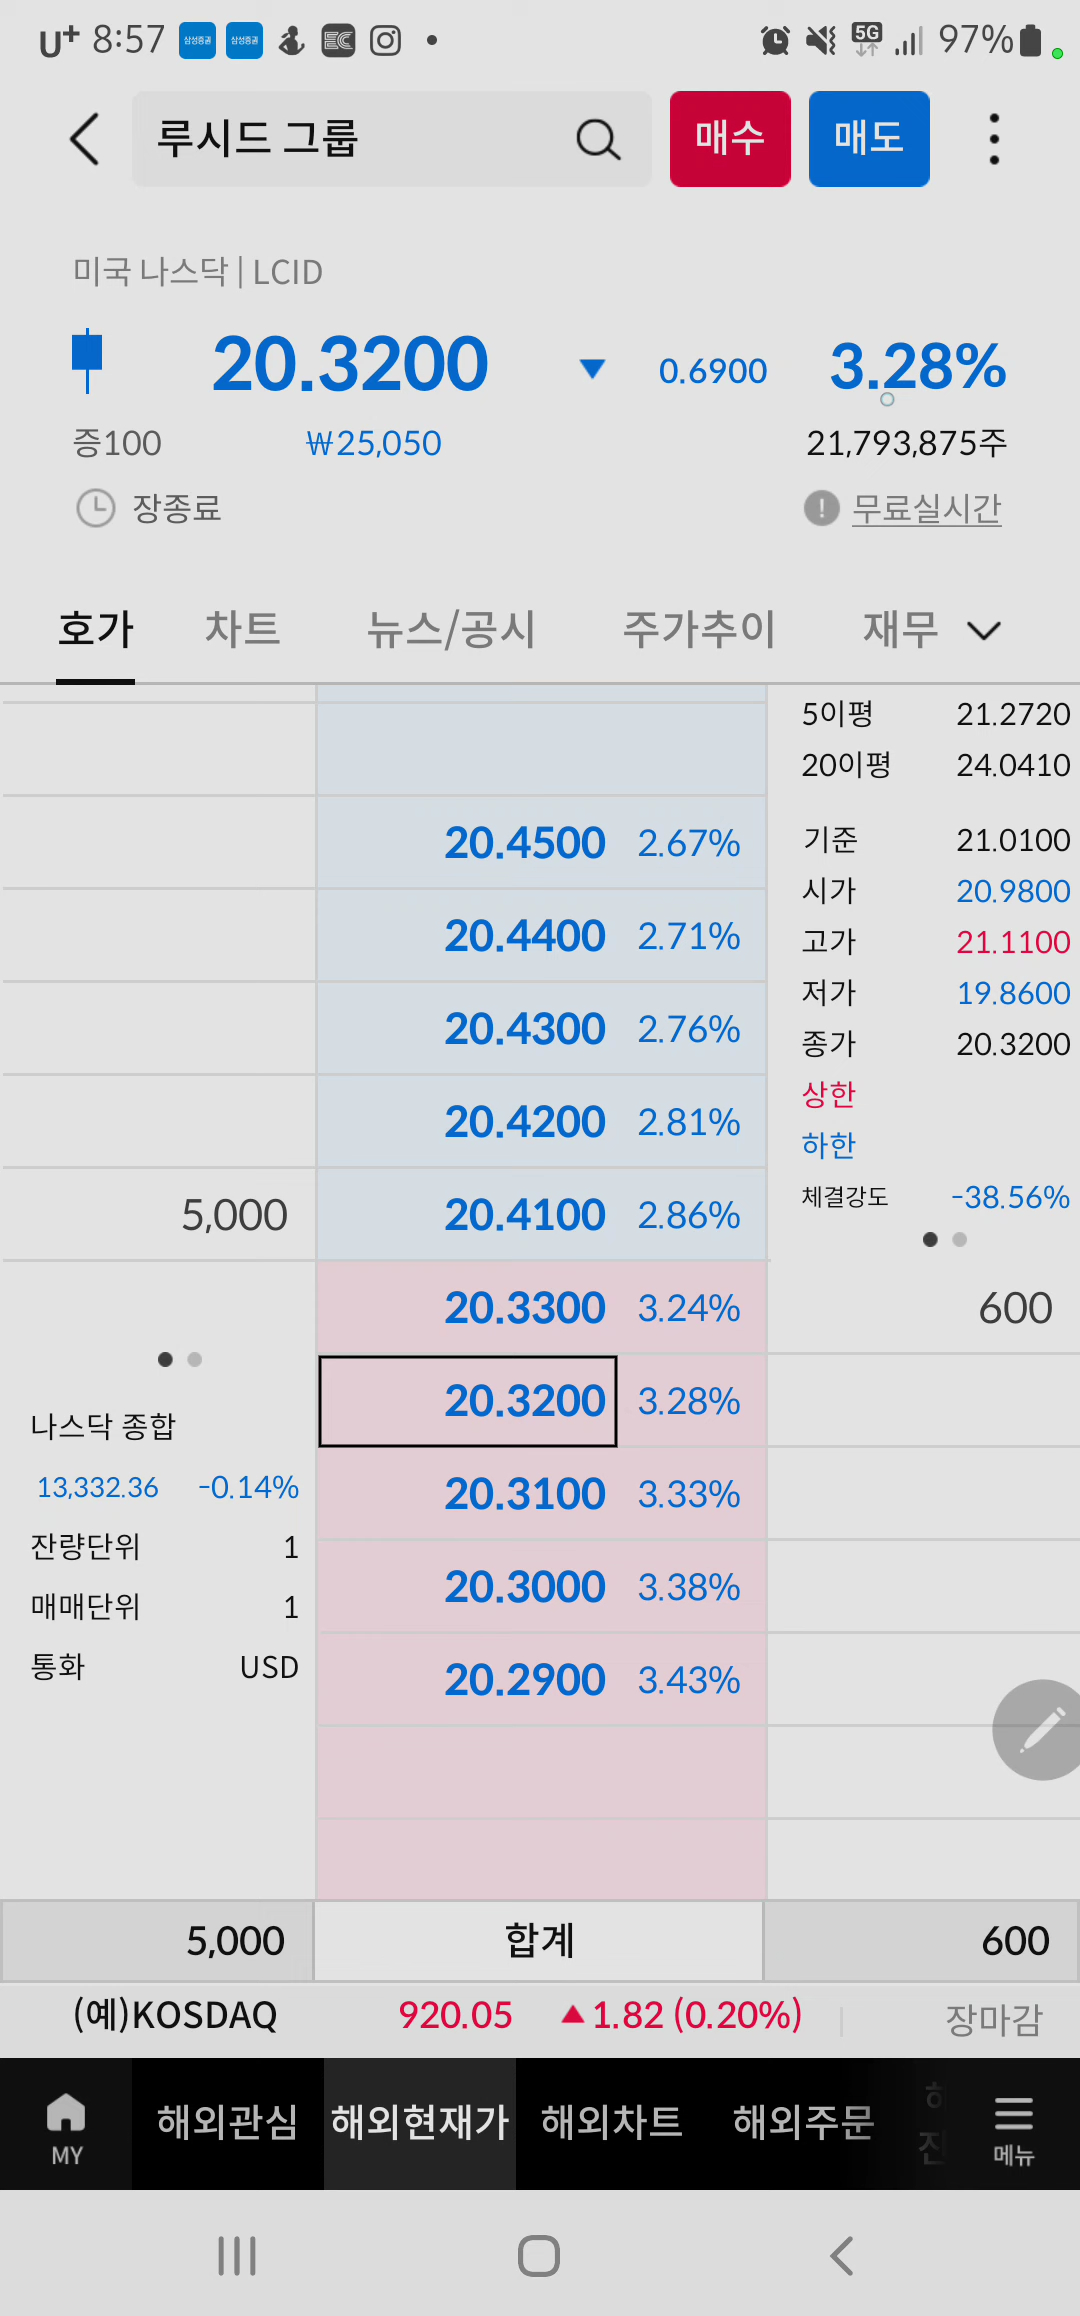 U+ 8:57 삼성증권 삼성증권 EC 5G 97%
루시드 그룹 매수 매도
미국 나스닥 | LCID
20.3200 ▼ 0.6900 3.28%
증100 ₩25,050 21,793,875주
장종료 ! 무료실시간
호가 차트 뉴스/공시 주가추이 재무
5이평 21.2720
20이평 24.0410
20.4500 2.67% 기준 21.0100
시가 20.9800
20.4400 2.71% 고가 21.1100
20.4300 2.76% 저가 19.8600
종가 20.3200
20.4200 2.81% 상한
하한
5,000 20.4100 2.86% 체결강도 -38.56%
20.3300 3.24% 600
20.3200 3.28%
나스닥 종합
13,332.36 -0.14% 20.3100 3.33%
잔량단위 1
매매단위 1 20.3000 3.38%
통화 USD 20.2900 3.43%
5,000 합계 600
(예)KOSDAQ 920.05 ▲1.82 (0.20%) 장마감
MY 해외관심 해외현재가 해외차트 해외주문 메뉴